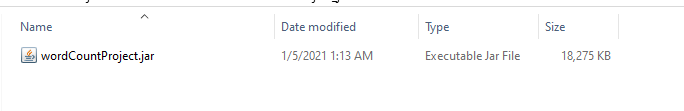 Name Date modified Type Size
wordCountProject.jar 1/5/2021 1:13 AM Executable Jar File 18,275 KB